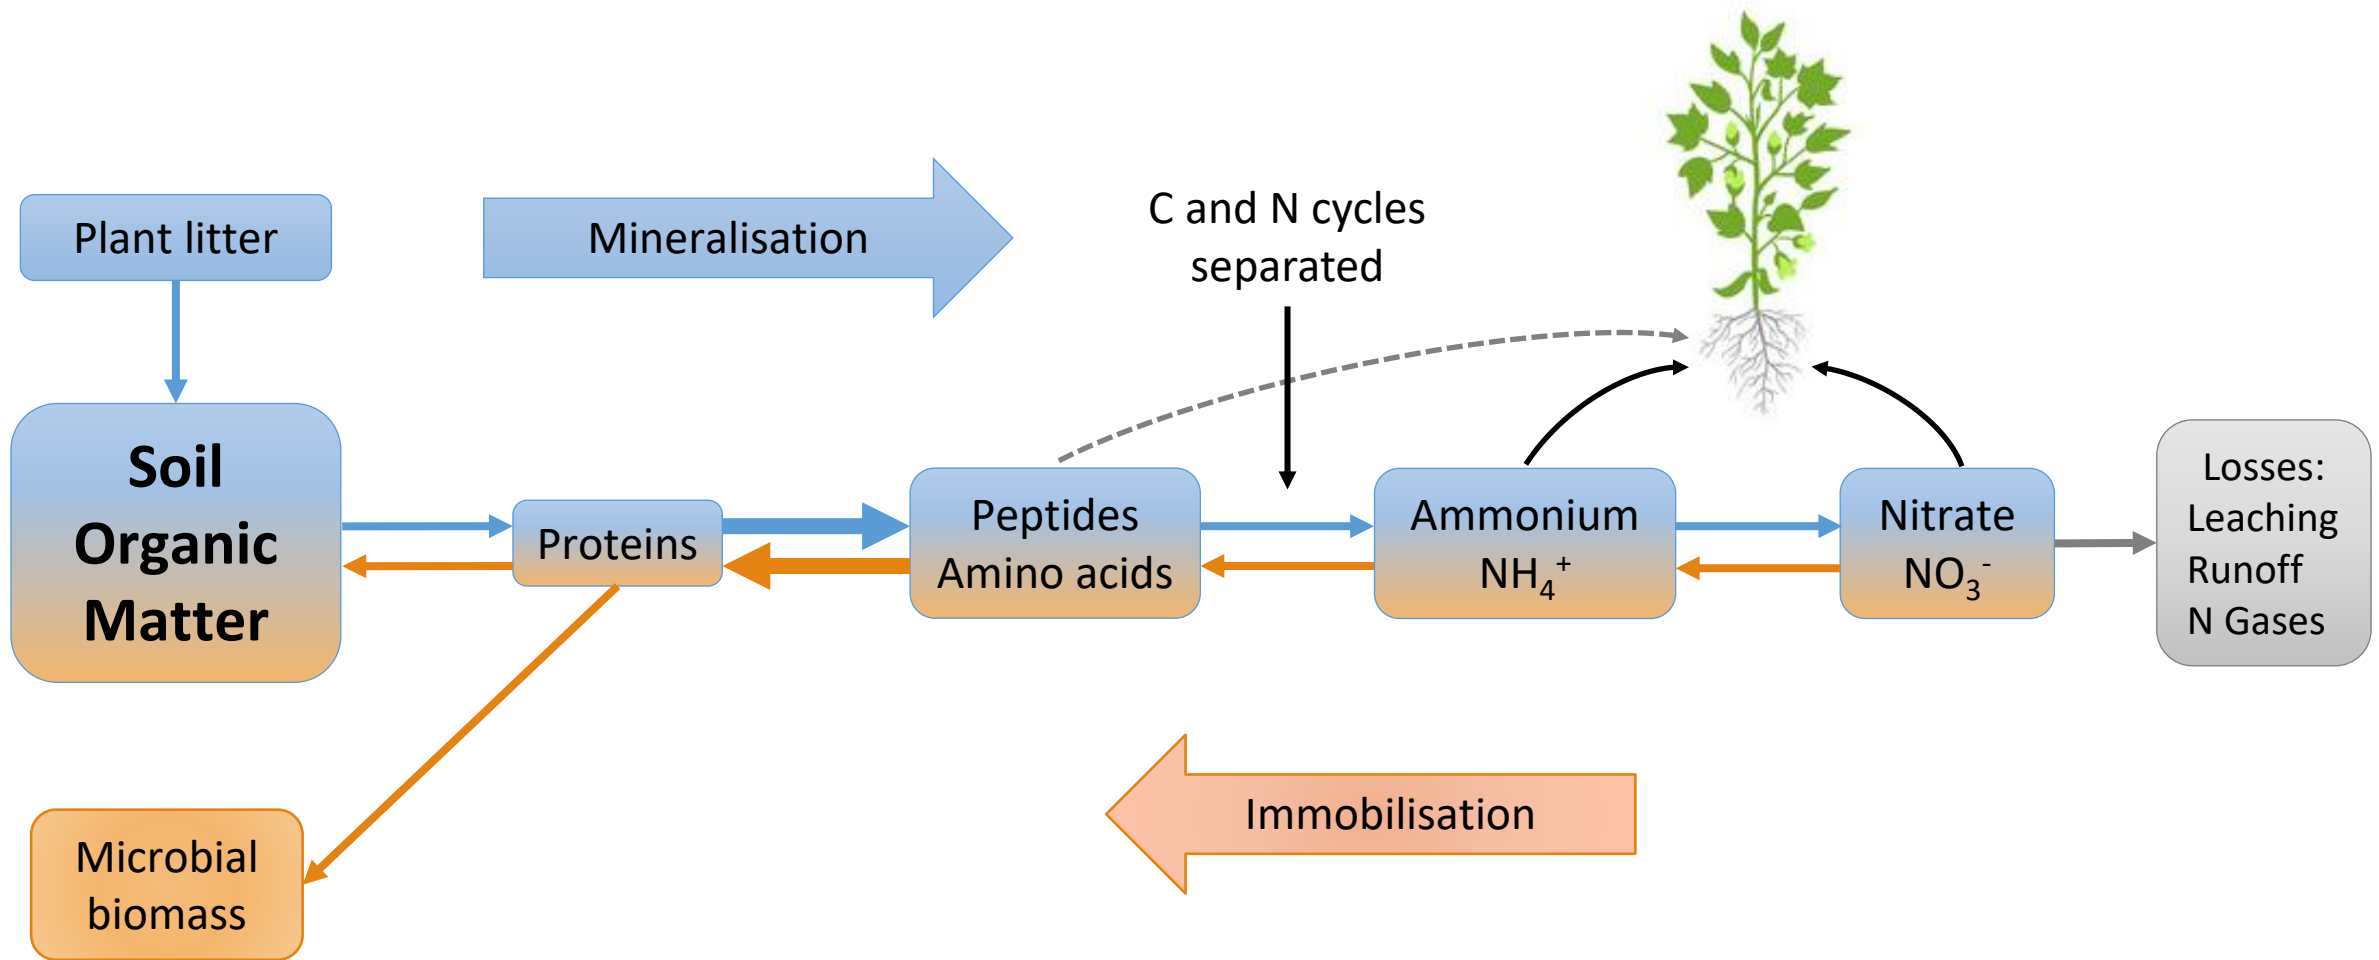 Plant litter
Mineralisation
C and N cycles
separated
Soil
Organic
Matter
Proteins
Peptides
Amino acids
Ammonium
NH₄⁺
Nitrate
NO₃⁻
Losses:
Leaching
Runoff
N Gases
Immobilisation
Microbial
biomass